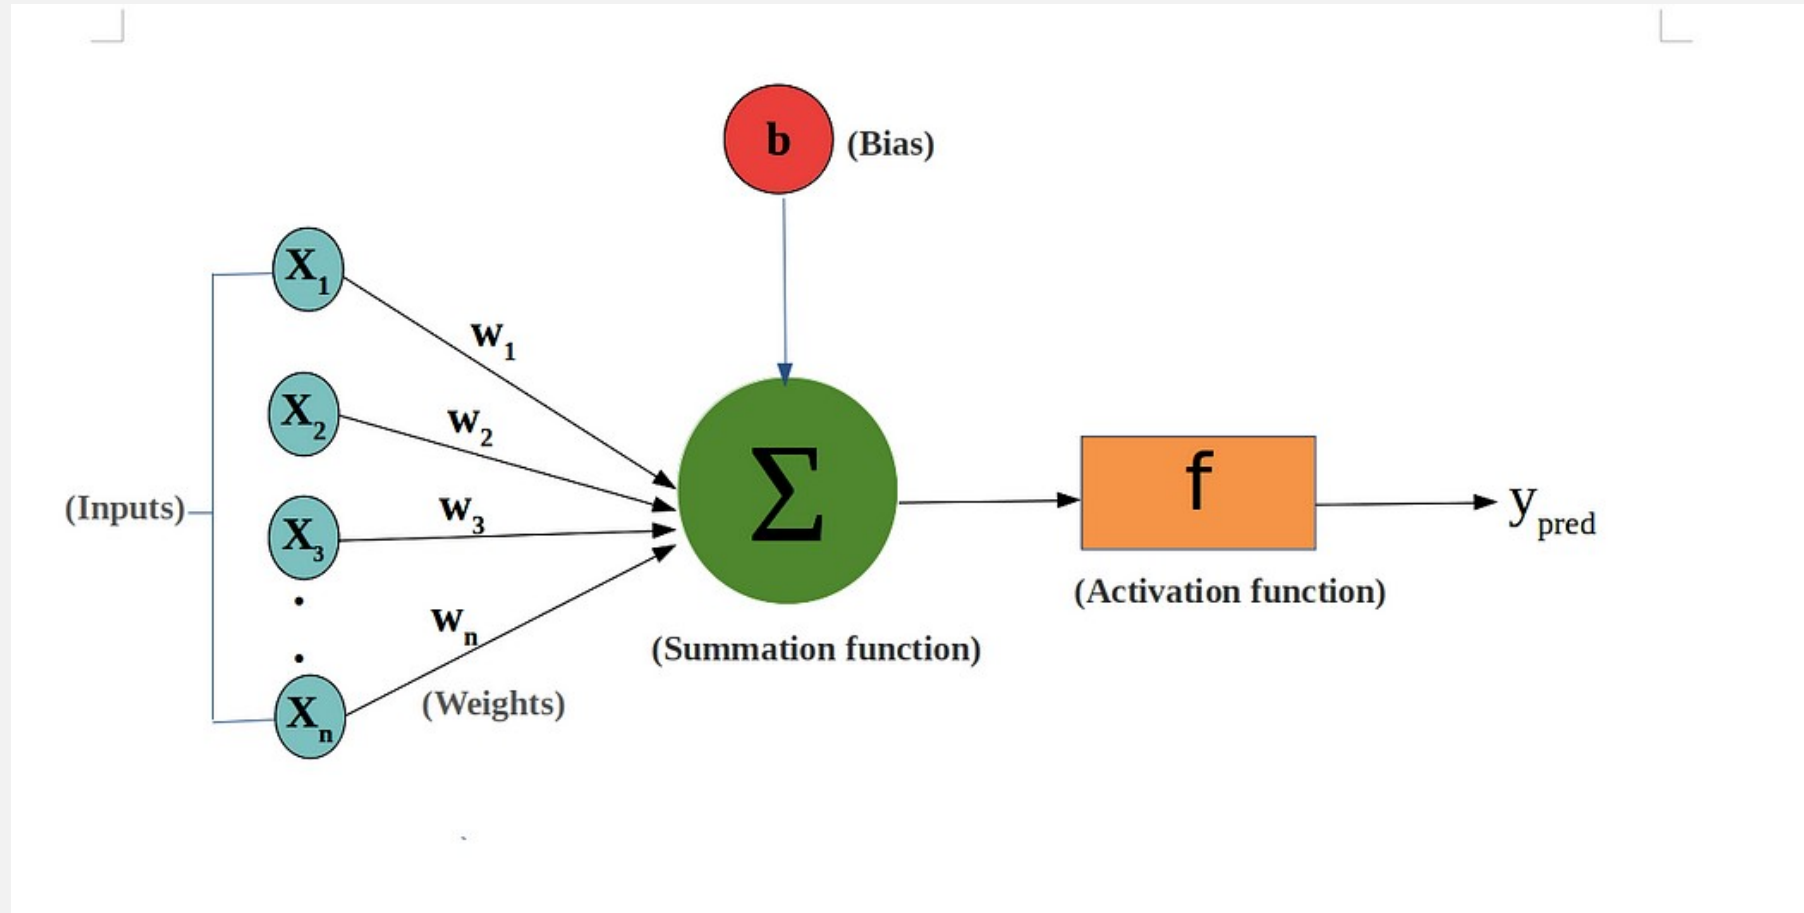 b (Bias)
X1
w1
X2
w2
(Inputs)
X3
w3
Σ
f
ypred
(Activation function)
.
.
wn
(Summation function)
Xn
(Weights)